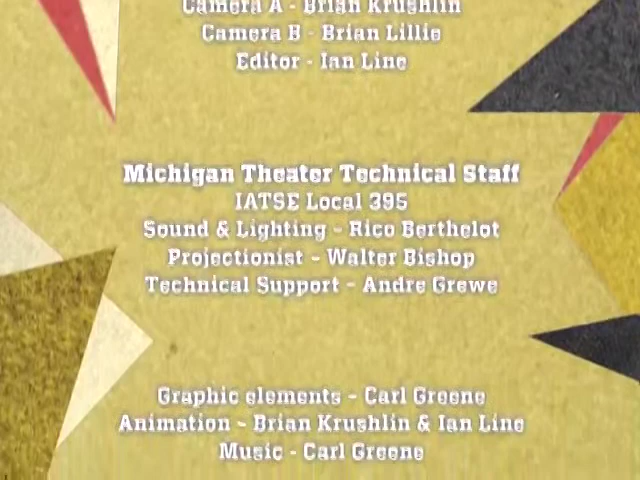 Camera A - Brian Krushlin
Camera B - Brian Lillie
Editor - Ian Line
Michigan Theater Technical Staff
IATSE Local 395
Sound & Lighting - Rico Berthelot
Projectionist - Walter Bishop
Technical Support - Andre Grewe
Graphic elements - Carl Greene
Animation - Brian Krushlin & Ian Line
Music - Carl Greene